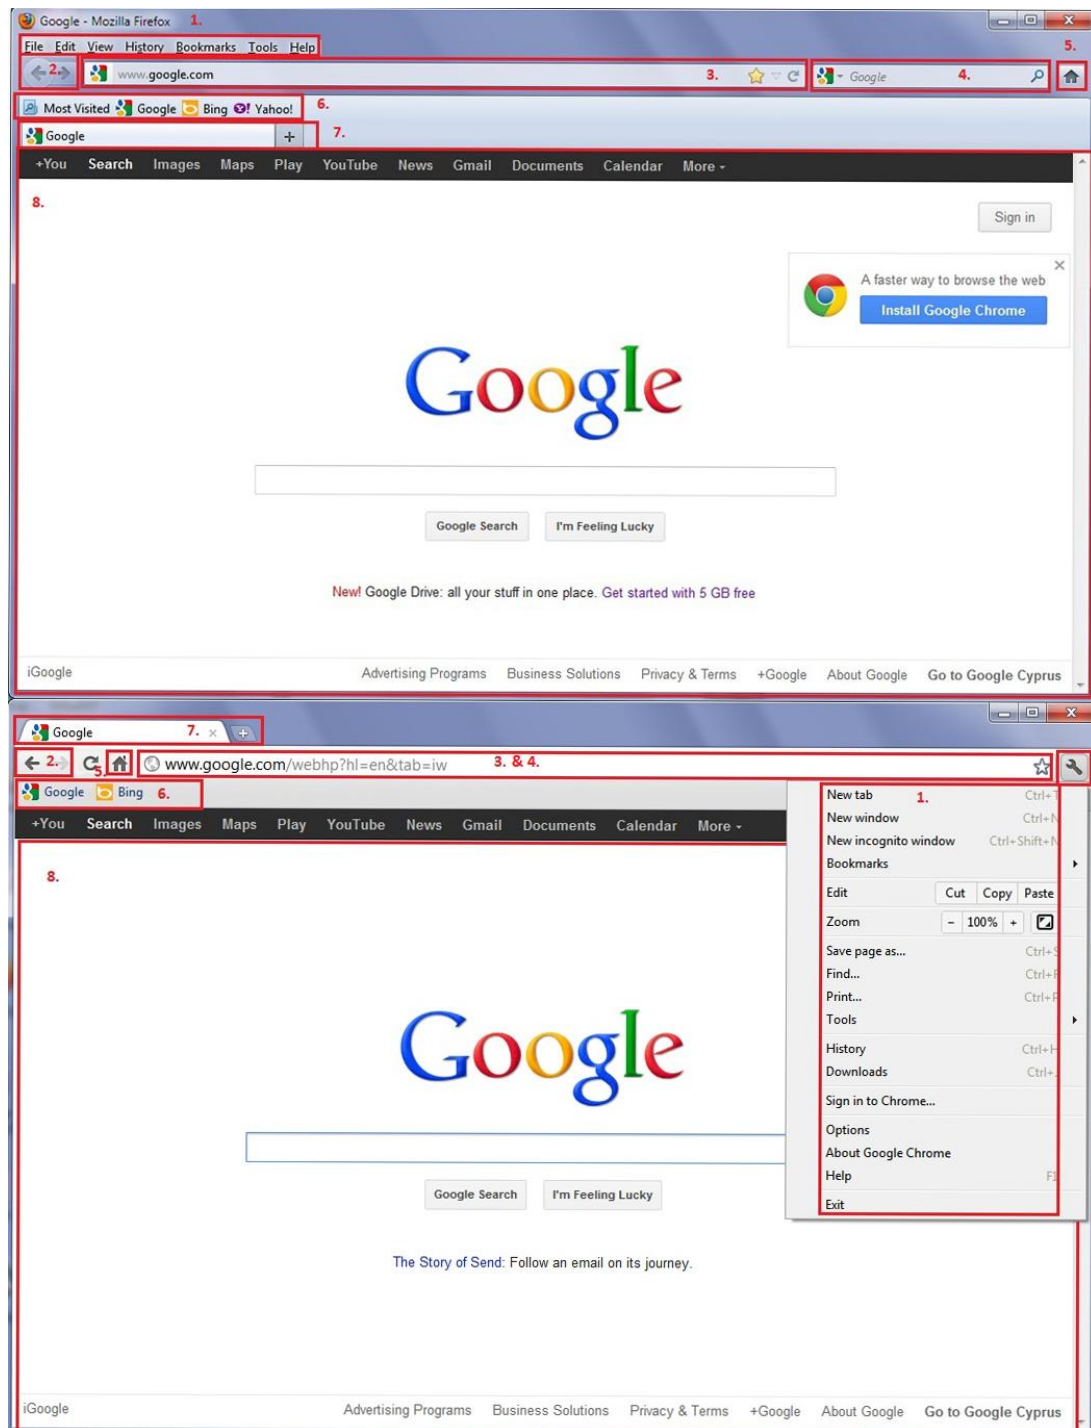 Google - Mozilla Firefox 1.
File Edit View History Bookmarks Tools Help 5.
2. www.google.com 3. Google 4.
Most Visited Google Bing Yahoo! 6.
Google + 7.
+You Search Images Maps Play YouTube News Gmail Documents Calendar More
8.
Sign in
A faster way to browse the web
Install Google Chrome
Google
Google Search I'm Feeling Lucky
New! Google Drive: all your stuff in one place. Get started with 5 GB free
iGoogle Advertising Programs Business Solutions Privacy & Terms +Google About Google Go to Google Cyprus
Google 7.
2. 5. www.google.com/webhp?hl=en&tab=iw 3. & 4.
Google Bing 6.
+You Search Images Maps Play YouTube News Gmail Documents Calendar More
8.
New tab 1. Ctrl+T
New window Ctrl+N
New incognito window Ctrl+Shift+N
Bookmarks
Edit Cut Copy Paste
Zoom - 100% +
Save page as... Ctrl+S
Find... Ctrl+F
Print... Ctrl+P
Tools
History Ctrl+H
Downloads Ctrl+J
Sign in to Chrome...
Options
About Google Chrome
Help F1
Exit
Google
Google Search I'm Feeling Lucky
The Story of Send: Follow an email on its journey.
iGoogle Advertising Programs Business Solutions Privacy & Terms +Google About Google Go to Google Cyprus